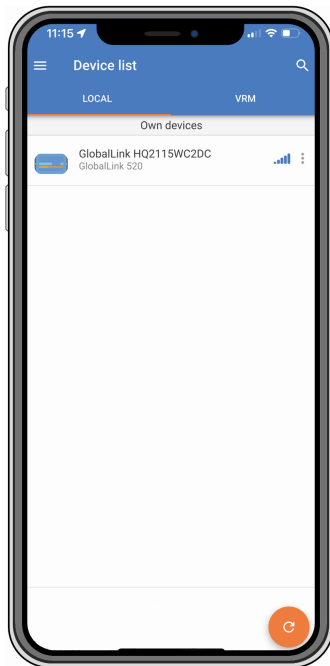 11:15
Device list
LOCAL
VRM
Own devices
GlobalLink HQ2115WC2DC
GlobalLink 520